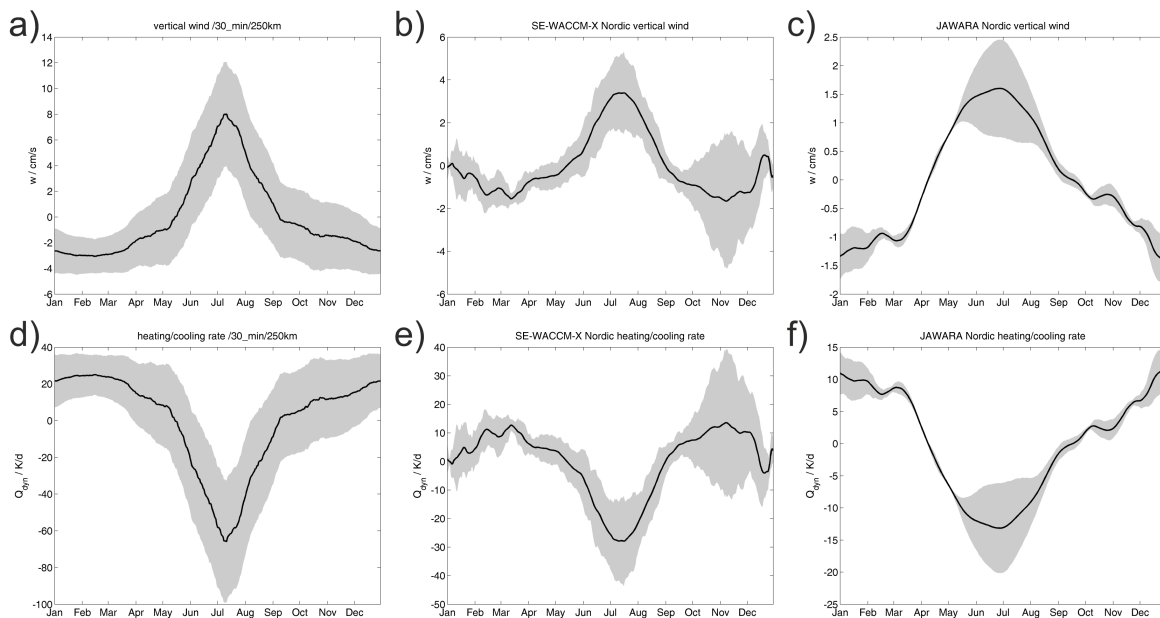 a)
vertical wind /30_min/250km
w / cm/s
14
12
10
8
6
4
2
0
-2
-4
-6
Jan Feb Mar Apr May Jun Jul Aug Sep Oct Nov Dec
b)
SE-WACCM-X Nordic vertical wind
w / cm/s
6
4
2
0
-2
-4
-6
Jan Feb Mar Apr May Jun Jul Aug Sep Oct Nov Dec
c)
JAWARA Nordic vertical wind
w / cm/s
2.5
2
1.5
1
0.5
0
-0.5
-1
-1.5
-2
Jan Feb Mar Apr May Jun Jul Aug Sep Oct Nov Dec
d)
heating/cooling rate /30_min/250km
Qdyn / K/d
40
20
0
-20
-40
-60
-80
-100
Jan Feb Mar Apr May Jun Jul Aug Sep Oct Nov Dec
e)
SE-WACCM-X Nordic heating/cooling rate
Qdyn / K/d
40
30
20
10
0
-10
-20
-30
-40
-50
Jan Feb Mar Apr May Jun Jul Aug Sep Oct Nov Dec
f)
JAWARA Nordic heating/cooling rate
Qdyn / K/d
15
10
5
0
-5
-10
-15
-20
-25
Jan Feb Mar Apr May Jun Jul Aug Sep Oct Nov Dec